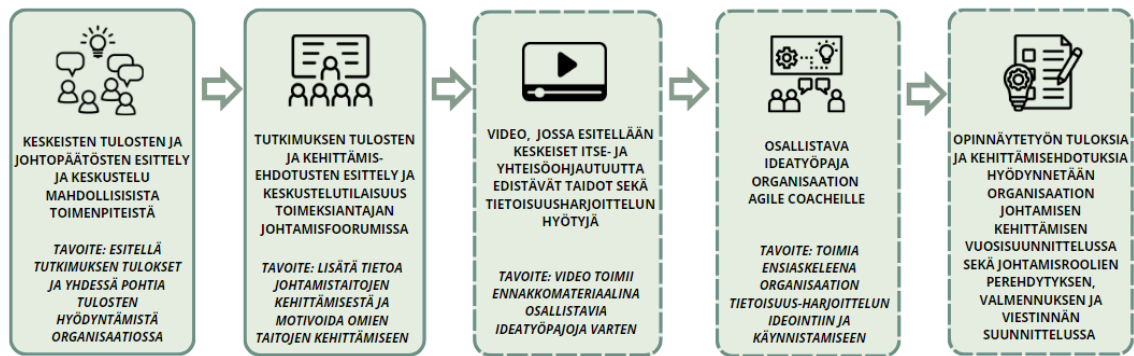 KESKEISTEN TULOSTEN JA
JOHTOPÄÄTÖSTEN ESITTELY
JA KESKUSTELU
MAHDOLLISISISTA
TOIMENPITEISTÄ
TAVOITE: ESITELLÄ
TUTKIMUKSEN TULOKSET
JA YHDESSÄ POHTIA
TULOSTEN
HYÖDYNTÄMISTÄ
ORGANISAATIOSSA
TUTKIMUKSEN TULOSTEN
JA KEHITTÄMIS-
EHDOTUSTEN ESITTELY JA
KESKUSTELUTILAISUUS
TOIMEKSIANTAJAN
JOHTAMISFOORUMISSA
TAVOITE: LISÄTÄ TIETOA
JOHTAMISTAITOJEN
KEHITTÄMISESTÄ JA
MOTIVOIDA OMIEN
TAITOJEN KEHITTÄMISEEN
VIDEO, JOSSA ESITELLÄÄN
KESKEISET ITSE- JA
YHTEISÖOHJAUTUUTTA
EDISTÄVÄT TAIDOT SEKÄ
TIETOISUUSHARJOITTELUN
HYÖTYJÄ
TAVOITE: VIDEO TOIMII
ENNAKKOMATERIAALINA
OSALLISTAVIA
IDEATYÖPAJOJA VARTEN
OSALLISTAVA
IDEATYÖPAJA
ORGANISAATION
AGILE COACHEILLE
TAVOITE: TOIMIA
ENSIASKELEENA
ORGANISAATION
TIETOISUUS-HARJOITTELUN
IDEOINTIIN JA
KÄYNNISTAMISEEN
OPINNÄYTETYÖN TULOKSIA
JA KEHITTÄMISEHDOTUKSIA
HYÖDYNNETÄÄN
ORGANISAATION
JOHTAMISEN
KEHITTÄMISEN
VUOSISUUNNITTELUSSA
SEKÄ JOHTAMISROOLIEN
PEREHDYTYKSEN,
VALMENNUKSEN JA
VIESTINNÄN
SUUNNITTELUSSA